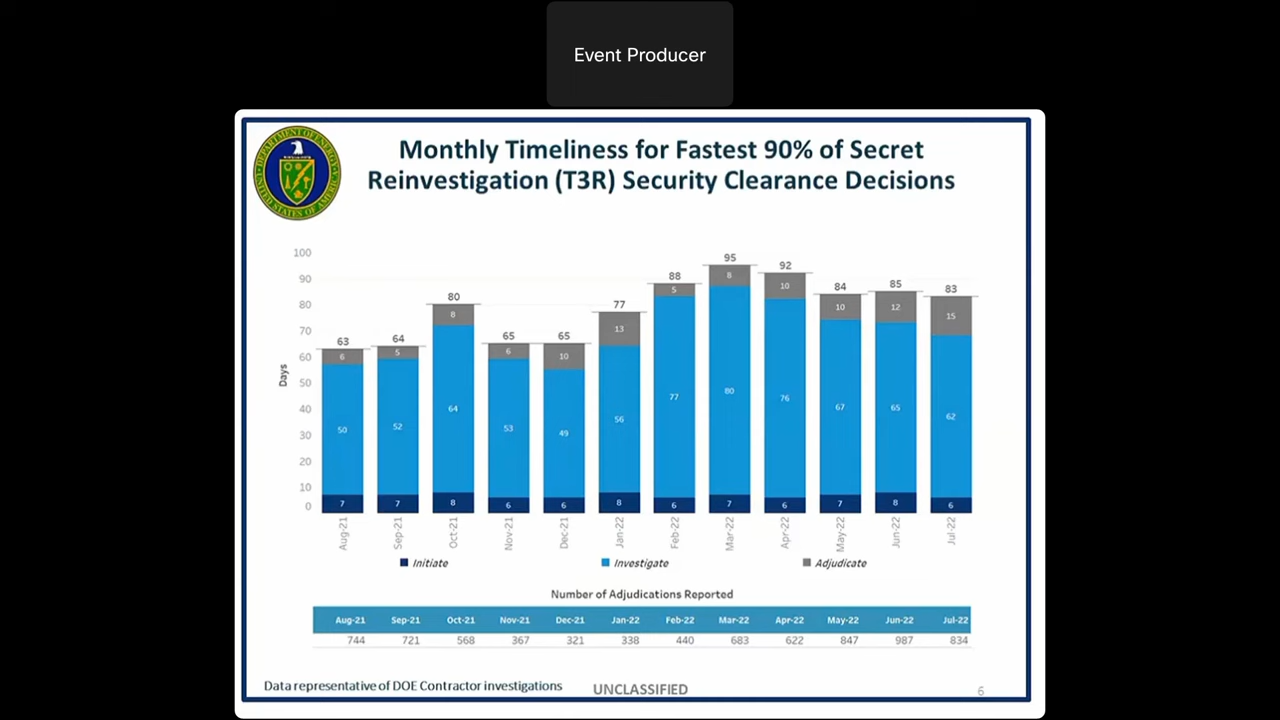 Event Producer
Monthly Timeliness for Fastest 90% of Secret
Reinvestigation (T3R) Security Clearance Decisions
DEPARTMENT OF ENERGY
UNITED STATES OF AMERICA
Days
100
90
80
70
60
50
40
30
20
10
0
63 64 80 65 65 77 88 95 92 84 85 83
6 5 8 6 10 13 5 8 10 10 12 15
50 52 64 53 49 56 77 80 76 67 65 62
7 7 8 6 6 8 6 7 6 7 8 6
Aug-21 Sep-21 Oct-21 Nov-21 Dec-21 Jan-22 Feb-22 Mar-22 Apr-22 May-22 Jun-22 Jul-22
Initiate Investigate Adjudicate
Number of Adjudications Reported
Aug-21 Sep-21 Oct-21 Nov-21 Dec-21 Jan-22 Feb-22 Mar-22 Apr-22 May-22 Jun-22 Jul-22
744 721 568 367 321 338 440 683 622 847 987 834
Data representative of DOE Contractor investigations
UNCLASSIFIED
6